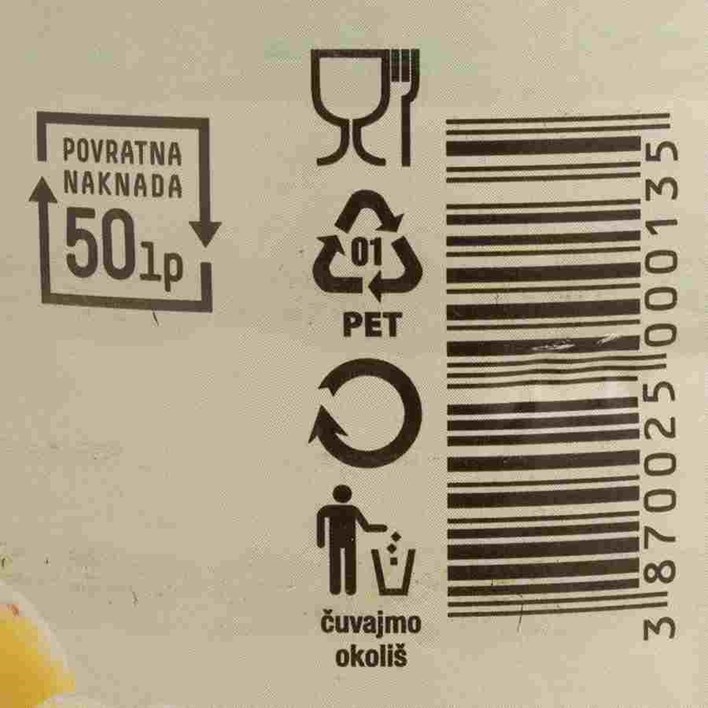 POVRATNA
NAKNADA
50lp
01
PET
čuvajmo
okoliš
3870025000135